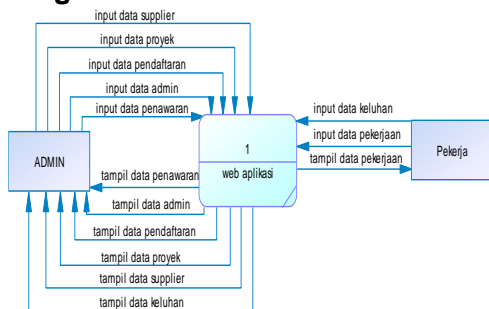 input data supplier
input data proyek
input data pendaftaran
input data admin
input data penawaran
ADMIN
1
web aplikasi
input data keluhan
input data pekerjaan
tampil data pekerjaan
Pekerja
tampil data penawaran
tampil data admin
tampil data pendaftaran
tampil data proyek
tampil data supplier
tampil data keluhan